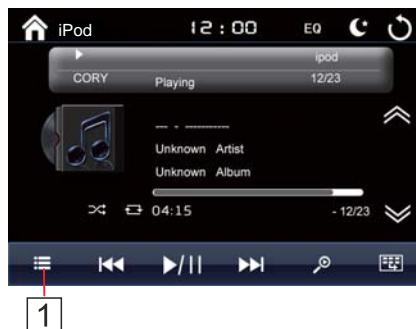 iPod 12 : 00 EQ
ipod
CORY Playing 12/23
--- - -----------
Unknown Artist
Unknown Album
04:15 - 12/23
1